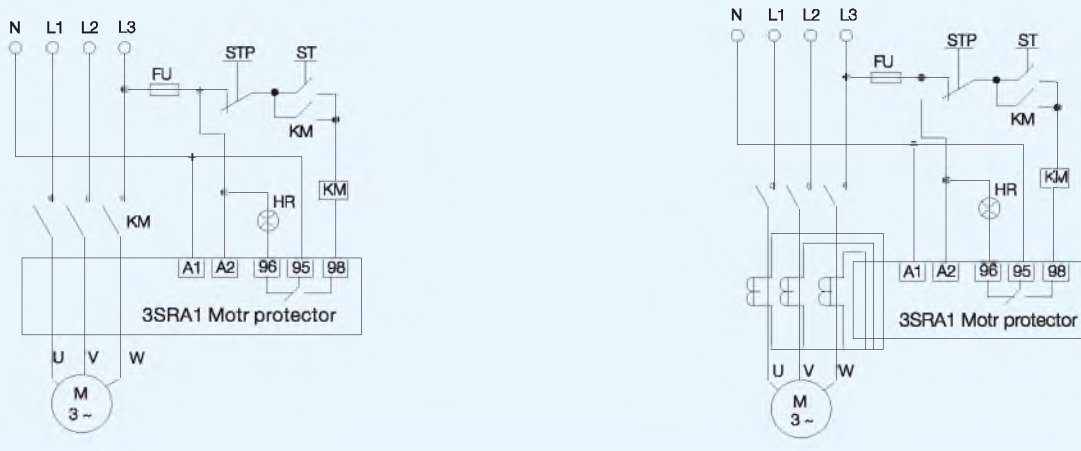 N L1 L2 L3
STP ST
FU
KM
HR KM
KM
A1 A2 96 95 98
3SRA1 Motr protector
U V W
M
3 ~
N L1 L2 L3
STP ST
FU
KM
KM
HR
A1 A2 96 95 98
3SRA1 Motr protector
U V W
M
3 ~